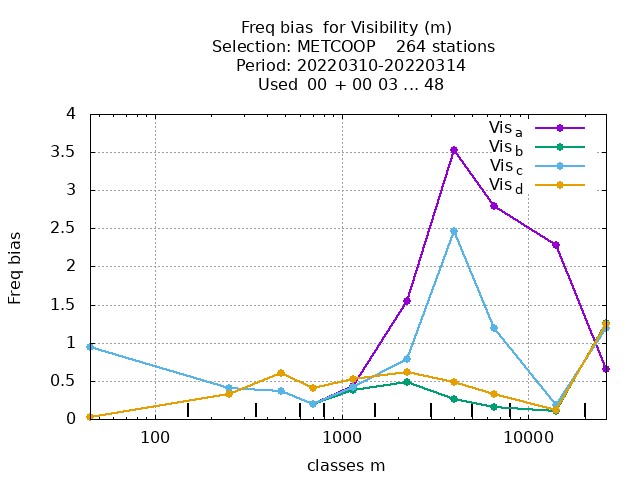 Freq bias  for Visibility (m)
Selection: METCOOP    264 stations
Period: 20220310-20220314
Used  00 + 00 03 ... 48
Vis a
Vis b
Vis c
Vis d
4
3.5
3
2.5
2
1.5
1
0.5
0
Freq bias
100
1000
10000
classes m